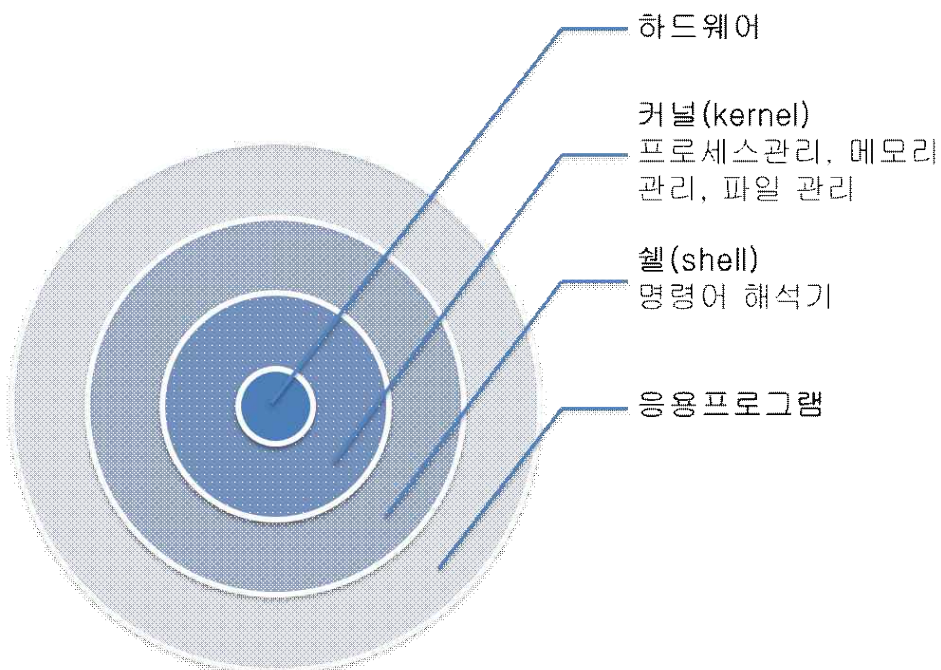 하드웨어
커널(kernel)
프로세스관리, 메모리
관리, 파일 관리
쉘(shell)
명령어 해석기
응용프로그램